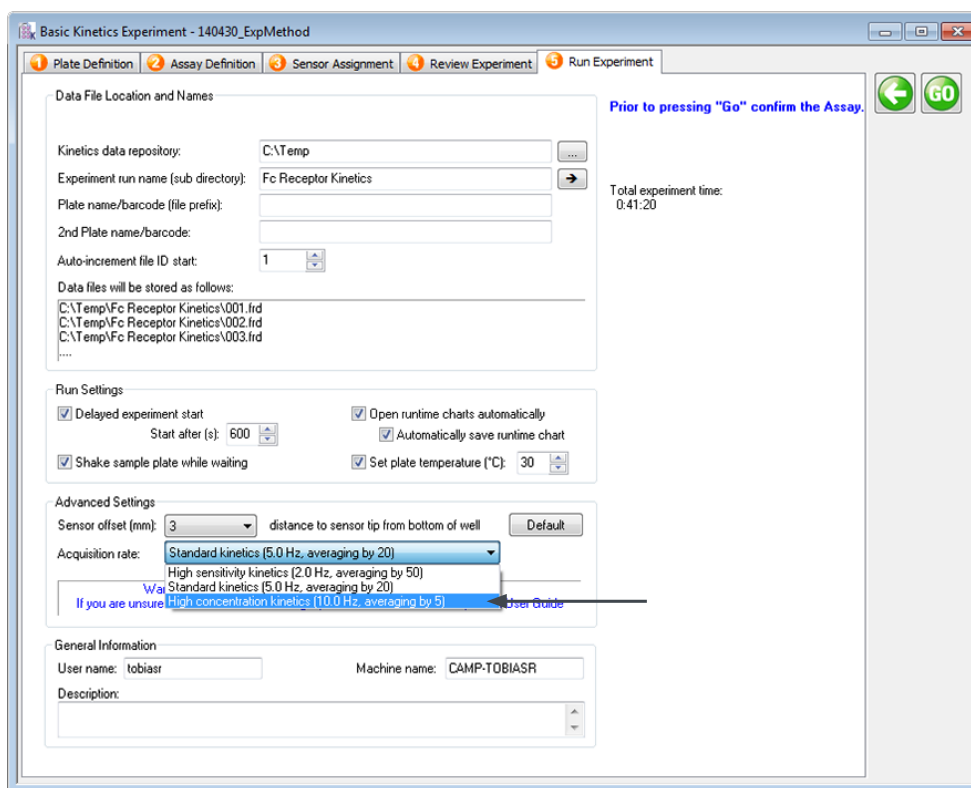 Basic Kinetics Experiment - 140430_ExpMethod
1 Plate Definition 2 Assay Definition 3 Sensor Assignment 4 Review Experiment 5 Run Experiment
GO
Data File Location and Names
Prior to pressing "Go" confirm the Assay.
Kinetics data repository: C:\Temp ...
Experiment run name (sub directory): Fc Receptor Kinetics
Total experiment time:
0:41:20
Plate name/barcode (file prefix):
2nd Plate name/barcode:
Auto-increment file ID start: 1
Data files will be stored as follows:
C:\Temp\Fc Receptor Kinetics\001.frd
C:\Temp\Fc Receptor Kinetics\002.frd
C:\Temp\Fc Receptor Kinetics\003.frd
....
Run Settings
Delayed experiment start Open runtime charts automatically
Start after (s): 600 Automatically save runtime chart
Shake sample plate while waiting Set plate temperature (°C): 30
Advanced Settings
Sensor offset (mm): 3 distance to sensor tip from bottom of well Default
Acquisition rate: Standard kinetics (5.0 Hz, averaging by 20)
High sensitivity kinetics (2.0 Hz, averaging by 50)
Standard kinetics (5.0 Hz, averaging by 20)
High concentration kinetics (10.0 Hz, averaging by 5)
If you are unsure User Guide
General Information
User name: tobiasr Machine name: CAMP-TOBIASR
Description: